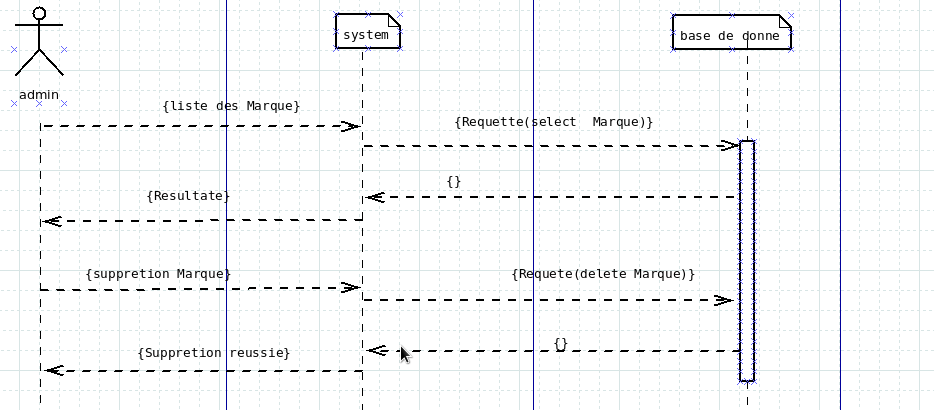 system
base de donne
admin
{liste des Marque}
{Requette(select  Marque)}
{}
{Resultate}
{suppretion Marque}
{Requete(delete Marque)}
{}
{Suppretion reussie}